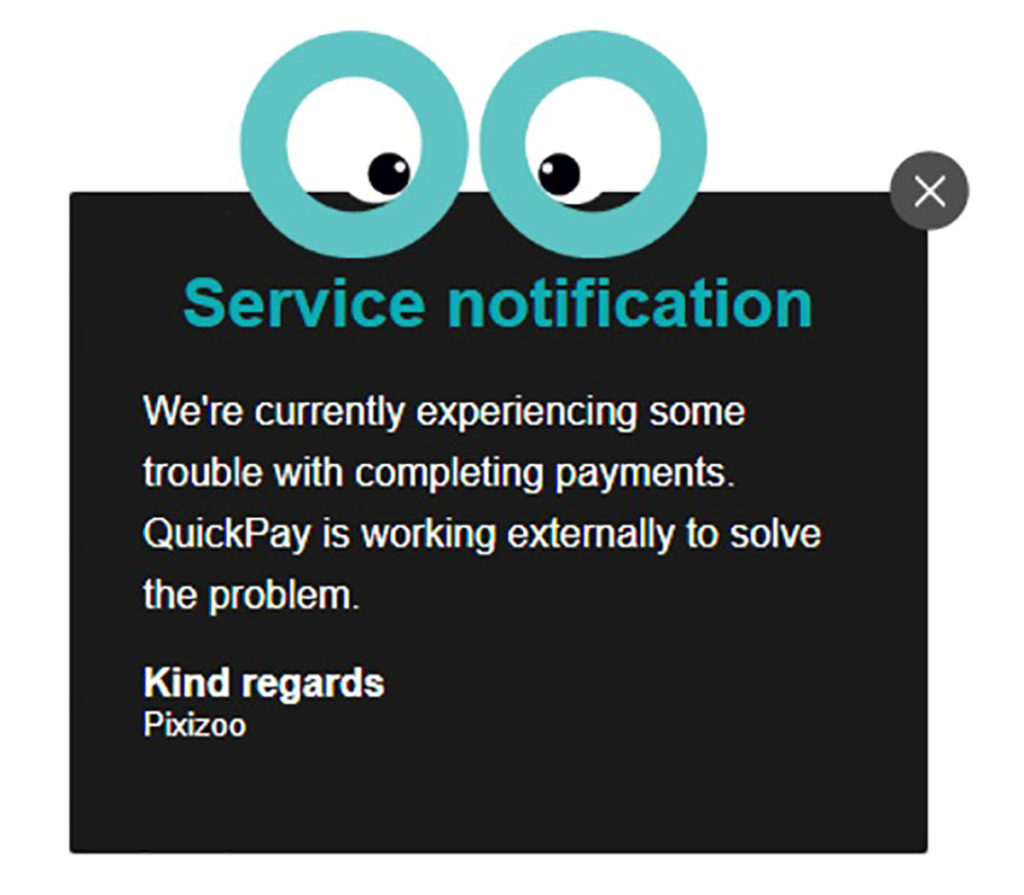 Service notification
We're currently experiencing some
trouble with completing payments.
QuickPay is working externally to solve
the problem.
Kind regards
Pixizoo